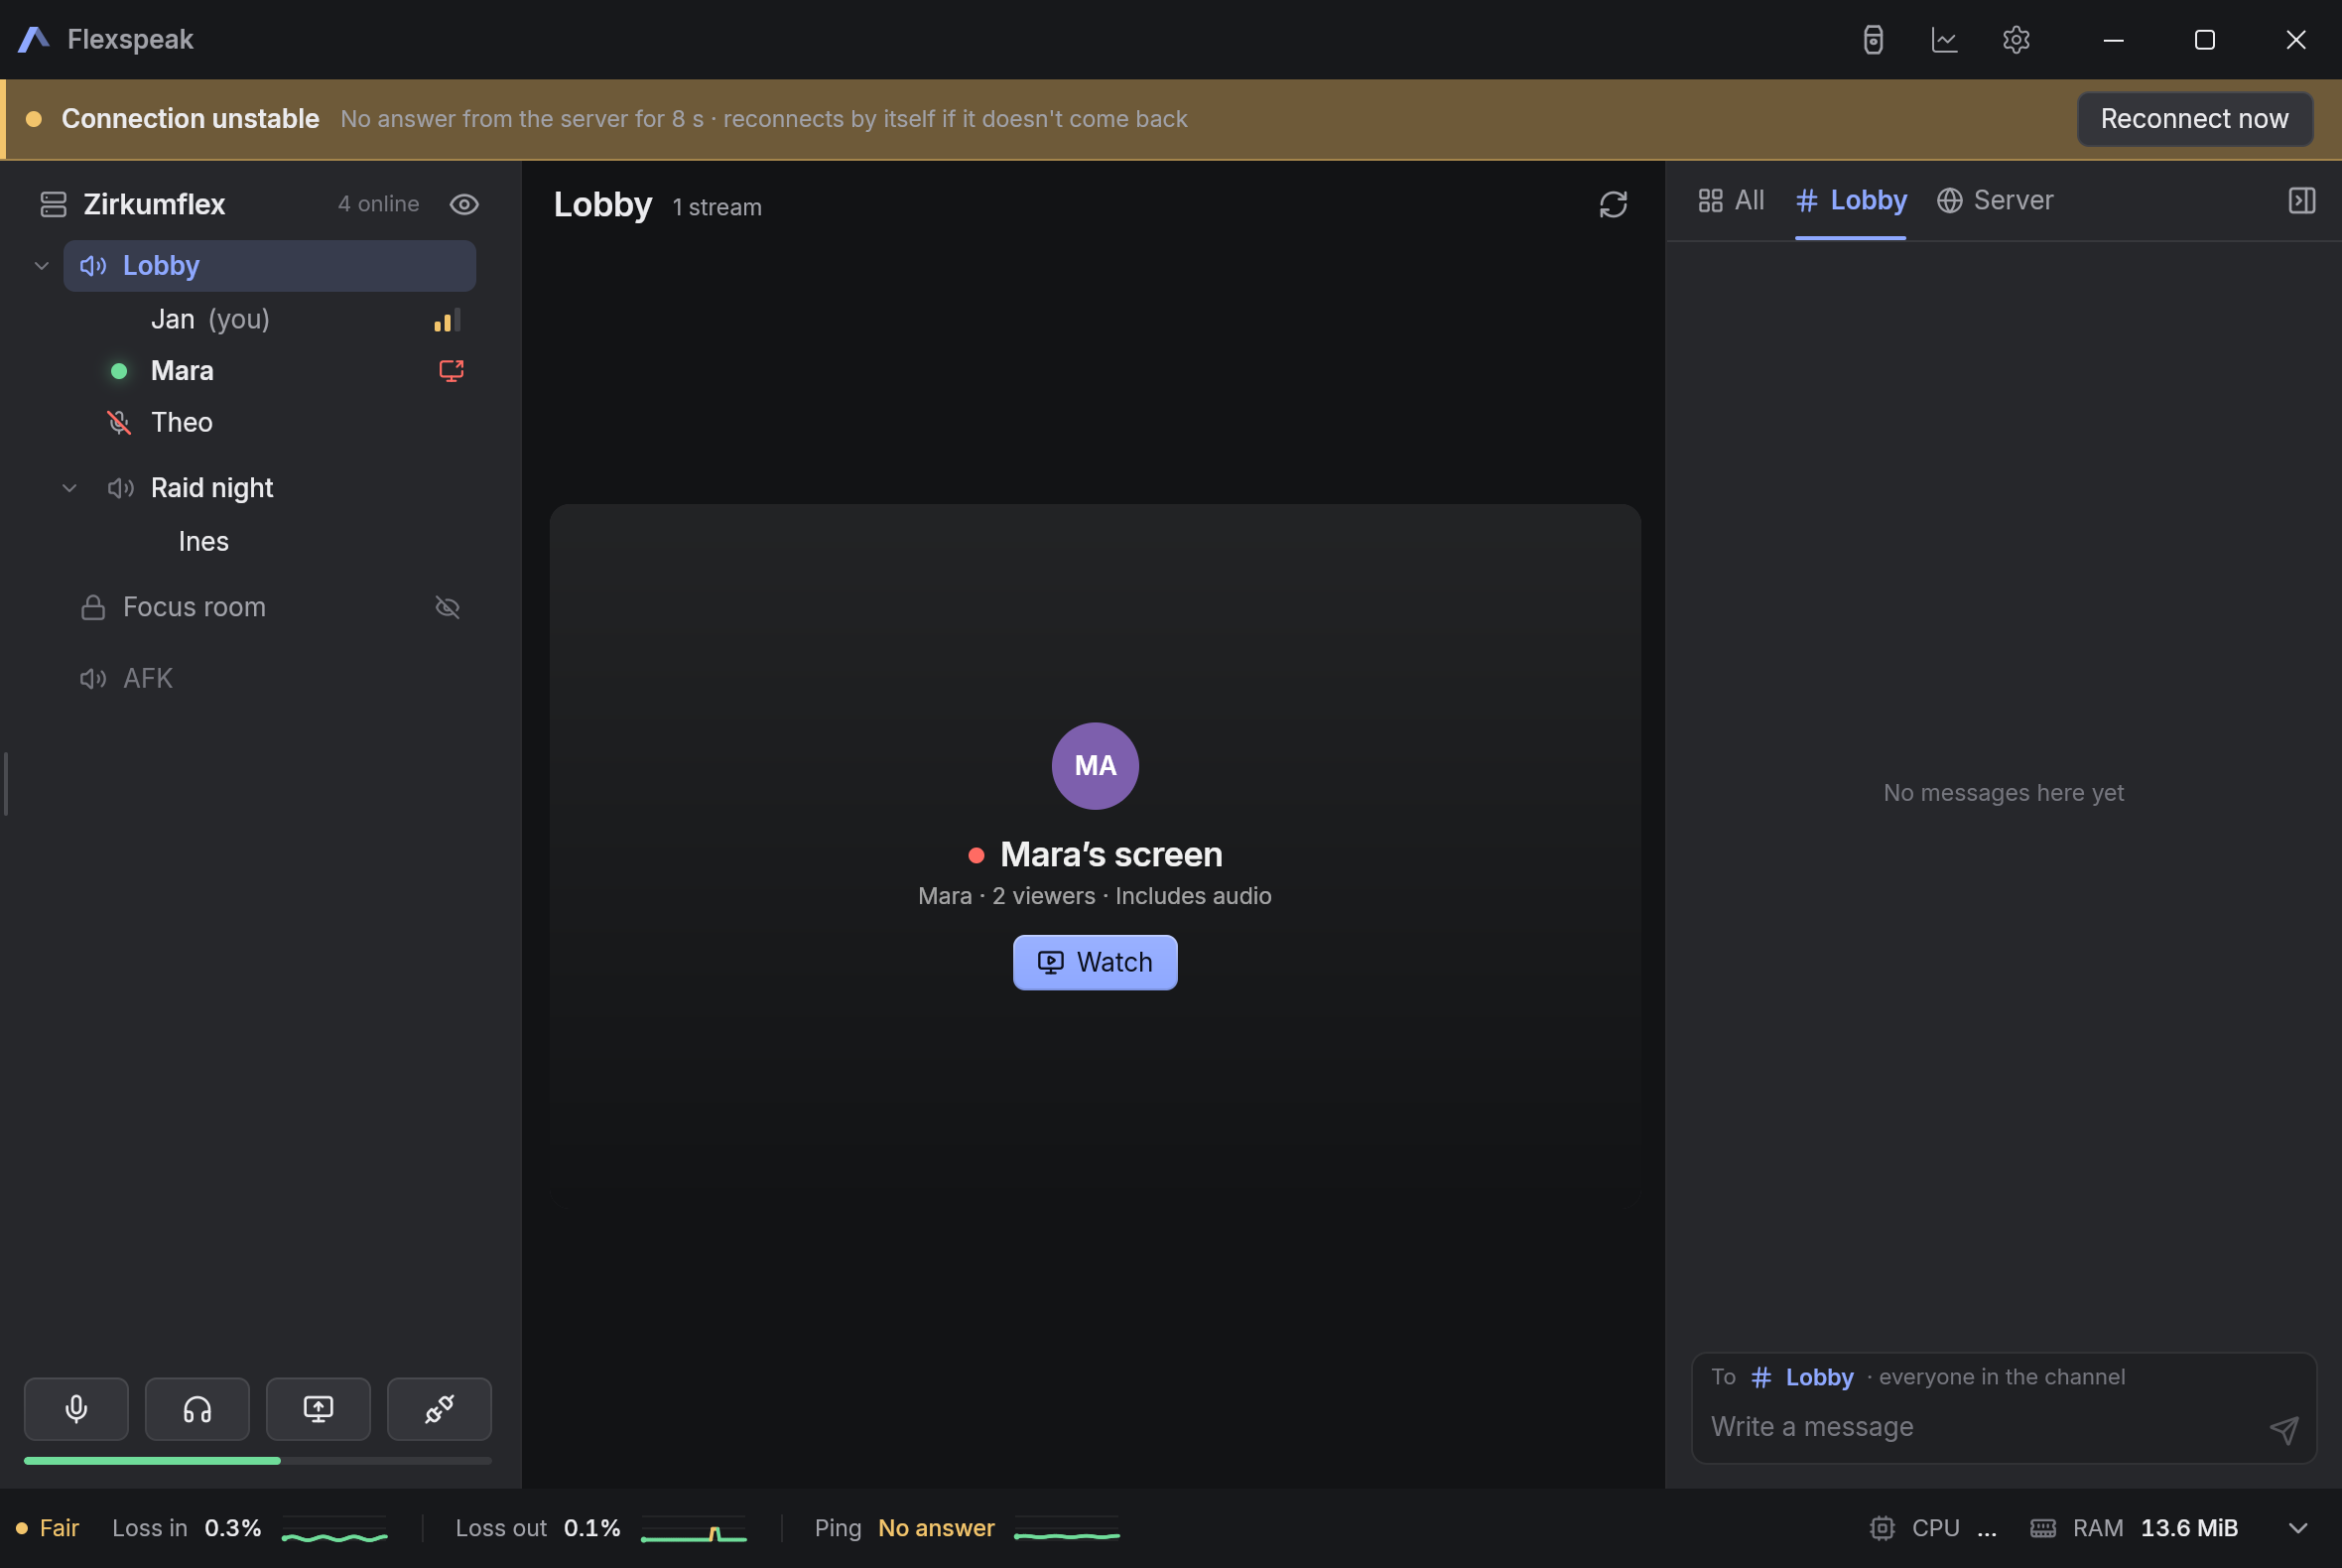 Flexspeak
Connection unstable No answer from the server for 8 s · reconnects by itself if it doesn't come back Reconnect now
Zirkumflex 4 online
Lobby
Jan (you)
Mara
Theo
Raid night
Ines
Focus room
AFK
Lobby 1 stream
MA
Mara’s screen
Mara · 2 viewers · Includes audio
Watch
All # Lobby Server
No messages here yet
To # Lobby · everyone in the channel
Write a message
Fair Loss in 0.3% Loss out 0.1% Ping No answer CPU ... RAM 13.6 MiB